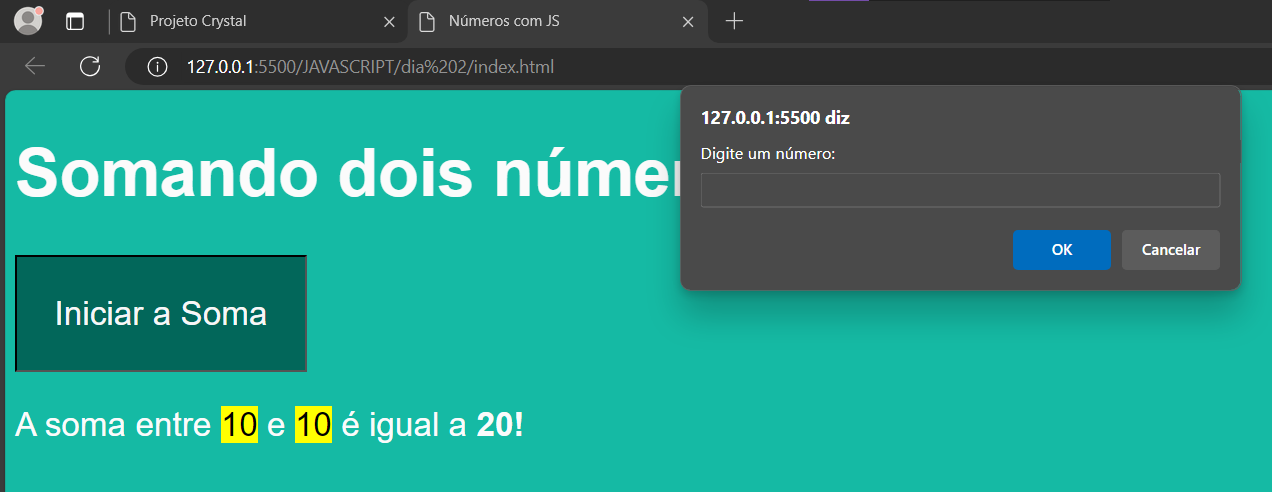 Projeto Crystal
Números com JS
127.0.0.1:5500/JAVASCRIPT/dia%202/index.html
127.0.0.1:5500 diz
Digite um número:
OK
Cancelar
Somando dois núme
Iniciar a Soma
A soma entre 10 e 10 é igual a 20!